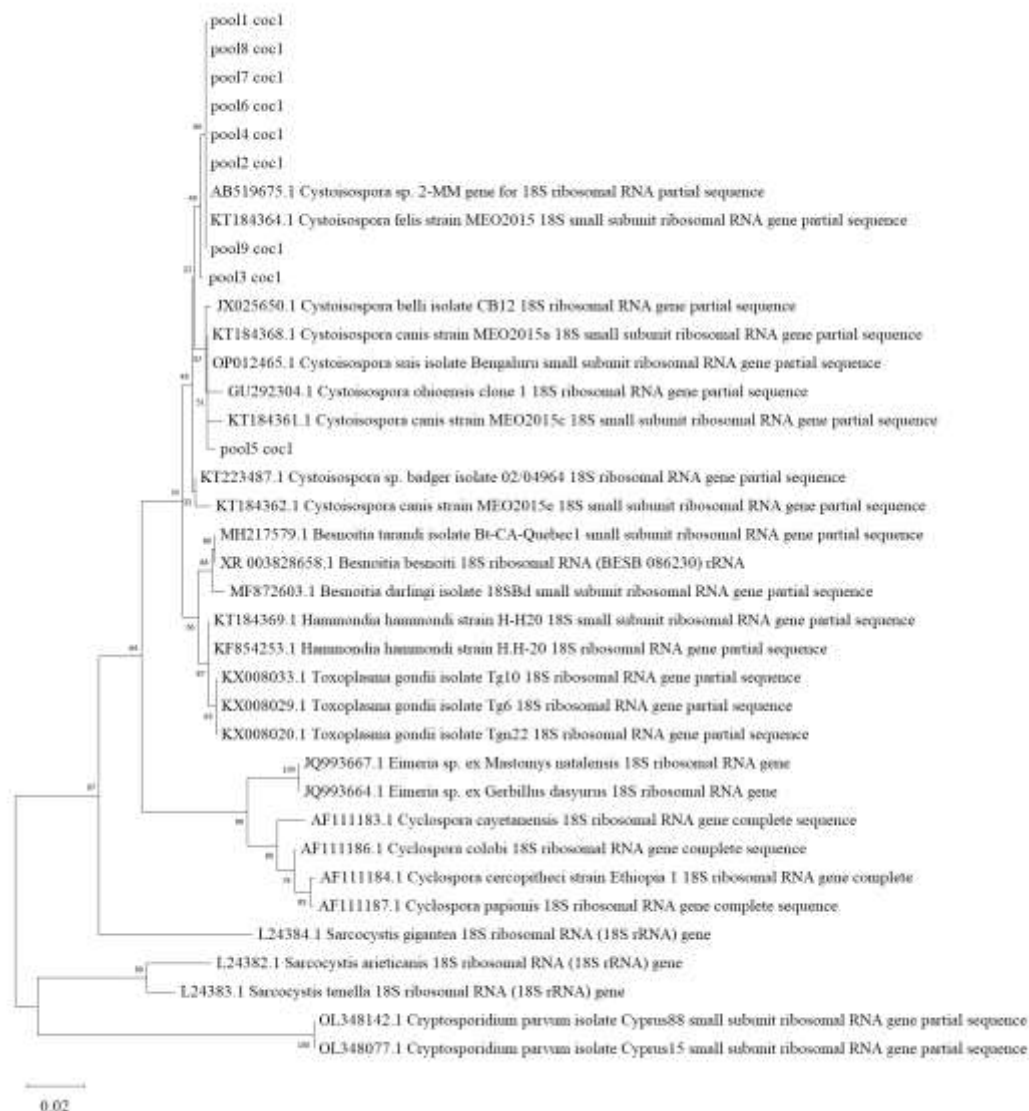 pool1 coc1
pool8 coc1
pool7 coc1
pool6 coc1
pool4 coc1
pool2 coc1
AB519675.1 Cystoisospora sp. 2-MM gene for 18S ribosomal RNA partial sequence
KT184364.1 Cystoisospora felis strain MEO2015 18S small subunit ribosomal RNA gene partial sequence
pool9 coc1
pool3 coc1
JX025650.1 Cystoisospora belli isolate CB12 18S ribosomal RNA gene partial sequence
KT184368.1 Cystoisospora canis strain MEO2015a 18S small subunit ribosomal RNA gene partial sequence
OP012465.1 Cystoisospora suis isolate Bengaluru small subunit ribosomal RNA gene partial sequence
GU292304.1 Cystoisospora ohioensis clone 1 18S ribosomal RNA gene partial sequence
KT184361.1 Cystoisospora canis strain MEO2015c 18S small subunit ribosomal RNA gene partial sequence
pool5 coc1
KT223487.1 Cystoisospora sp. badger isolate 02/04964 18S ribosomal RNA gene partial sequence
KT184362.1 Cystoisospora canis strain MEO2015e 18S small subunit ribosomal RNA gene partial sequence
MH217579.1 Besnoitia tarandi isolate Bt-CA-Quebec1 small subunit ribosomal RNA gene partial sequence
XR 003828658.1 Besnoitia besnoiti 18S ribosomal RNA (BESB 086230) rRNA
MF872603.1 Besnoitia darlingi isolate 18SBd small subunit ribosomal RNA gene partial sequence
KT184369.1 Hammondia hammondi strain H-H20 18S small subunit ribosomal RNA gene partial sequence
KF854253.1 Hammondia hammondi strain H.H-20 18S ribosomal RNA gene partial sequence
KX008033.1 Toxoplasma gondii isolate Tg10 18S ribosomal RNA gene partial sequence
KX008029.1 Toxoplasma gondii isolate Tg6 18S ribosomal RNA gene partial sequence
KX008020.1 Toxoplasma gondii isolate Tgn22 18S ribosomal RNA gene partial sequence
JQ993667.1 Eimeria sp. ex Mastomys natalensis 18S ribosomal RNA gene
JQ993664.1 Eimeria sp. ex Gerbillus dasyurus 18S ribosomal RNA gene
AF111183.1 Cyclospora cayetanensis 18S ribosomal RNA gene complete sequence
AF111186.1 Cyclospora colobi 18S ribosomal RNA gene complete sequence
AF111184.1 Cyclospora cercopitheci strain Ethiopia 1 18S ribosomal RNA gene complete
AF111187.1 Cyclospora papionis 18S ribosomal RNA gene complete sequence
L24384.1 Sarcocystis gigantea 18S ribosomal RNA (18S rRNA) gene
L24382.1 Sarcocystis arieticanis 18S ribosomal RNA (18S rRNA) gene
L24383.1 Sarcocystis tenella 18S ribosomal RNA (18S rRNA) gene
OL348142.1 Cryptosporidium parvum isolate Cyprus88 small subunit ribosomal RNA gene partial sequence
OL348077.1 Cryptosporidium parvum isolate Cyprus15 small subunit ribosomal RNA gene partial sequence
0.02